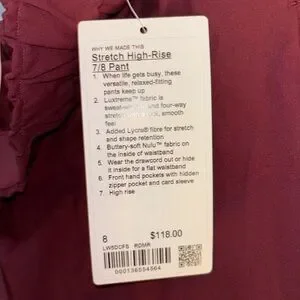 WHY WE MADE THIS
Stretch High-Rise
7/8 Pant
1. When life gets busy, these
versatile, relaxed-fitting
pants keep up
2. Luxtreme™ fabric is
sweat-wicking and four-way
stretch, smooth
feel
3. Added Lycra® fibre for stretch
and shape retention
4. Buttery-soft Nulu™ fabric on
the inside of waistband
5. Wear the drawcord out or hide
it inside for a flat waistband
6. Front hand pockets with hidden
zipper pocket and card sleeve
7. High rise
8 $118.00
LW5DCFS RDMR
000136554564